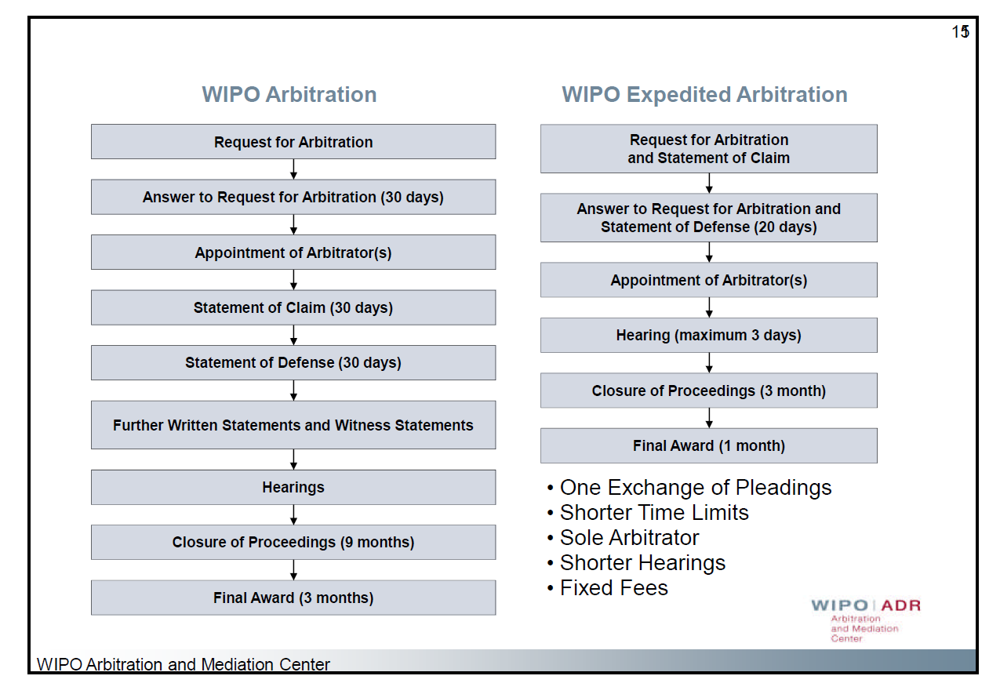 WIPO Arbitration
Request for Arbitration
Answer to Request for Arbitration (30 days)
Appointment of Arbitrator(s)
Statement of Claim (30 days)
Statement of Defense (30 days)
Further Written Statements and Witness Statements
Hearings
Closure of Proceedings (9 months)
Final Award (3 months)
WIPO Expedited Arbitration
Request for Arbitration
and Statement of Claim
Answer to Request for Arbitration and
Statement of Defense (20 days)
Appointment of Arbitrator(s)
Hearing (maximum 3 days)
Closure of Proceedings (3 month)
Final Award (1 month)
• One Exchange of Pleadings
• Shorter Time Limits
• Sole Arbitrator
• Shorter Hearings
• Fixed Fees
WIPO | ADR
Arbitration
and Mediation
Center
WIPO Arbitration and Mediation Center